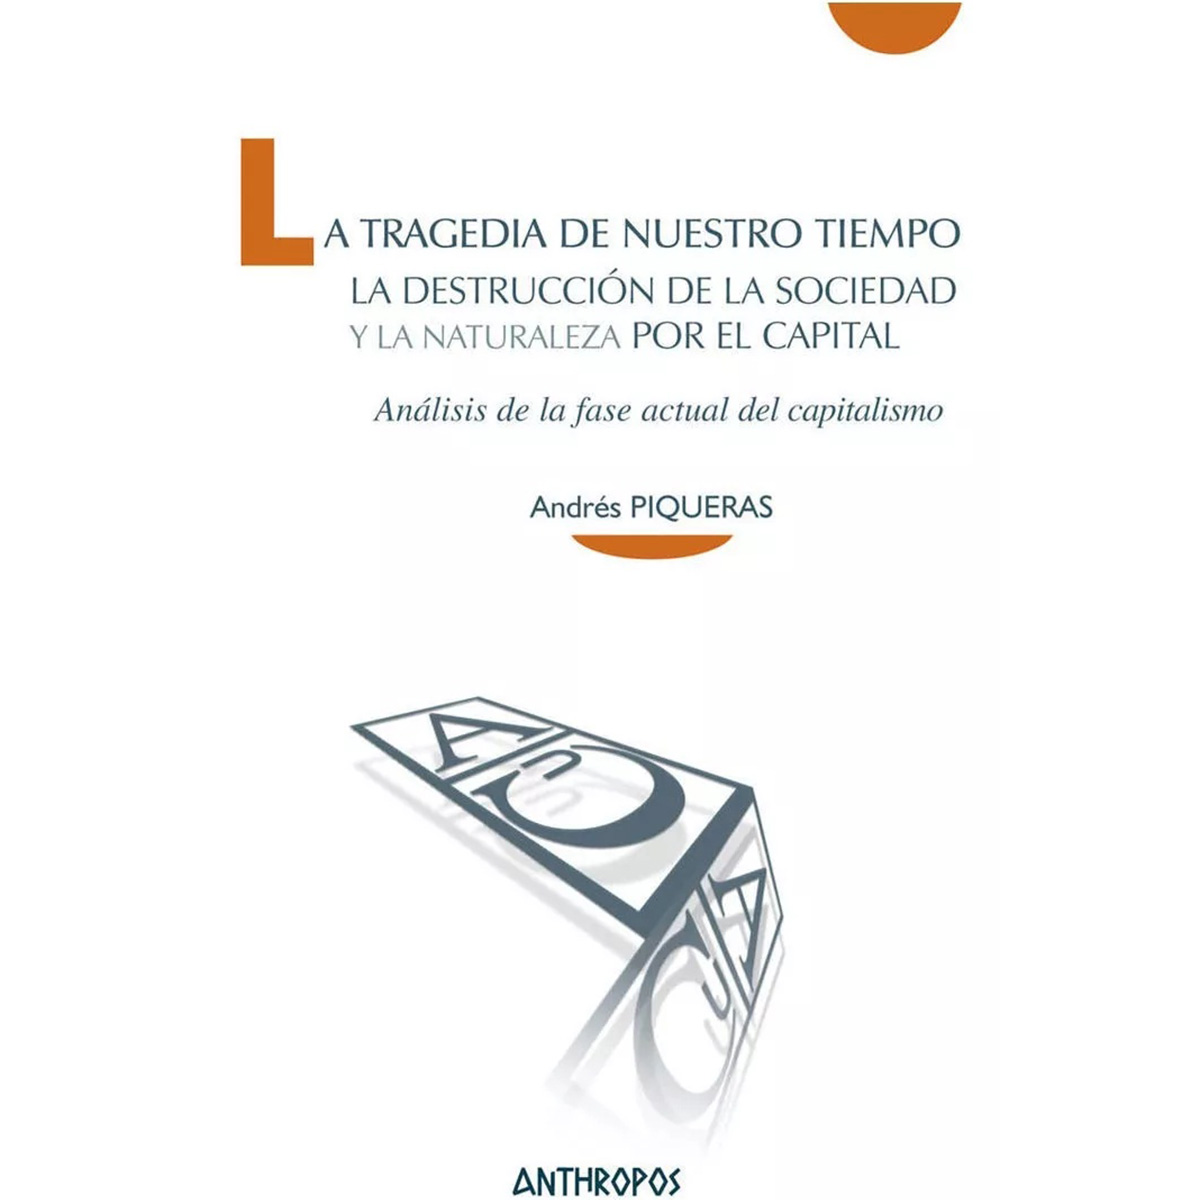 LA TRAGEDIA DE NUESTRO TIEMPO
LA DESTRUCCIÓN DE LA SOCIEDAD
Y LA NATURALEZA POR EL CAPITAL
Análisis de la fase actual del capitalismo
Andrés PIQUERAS
ANTHROPOS